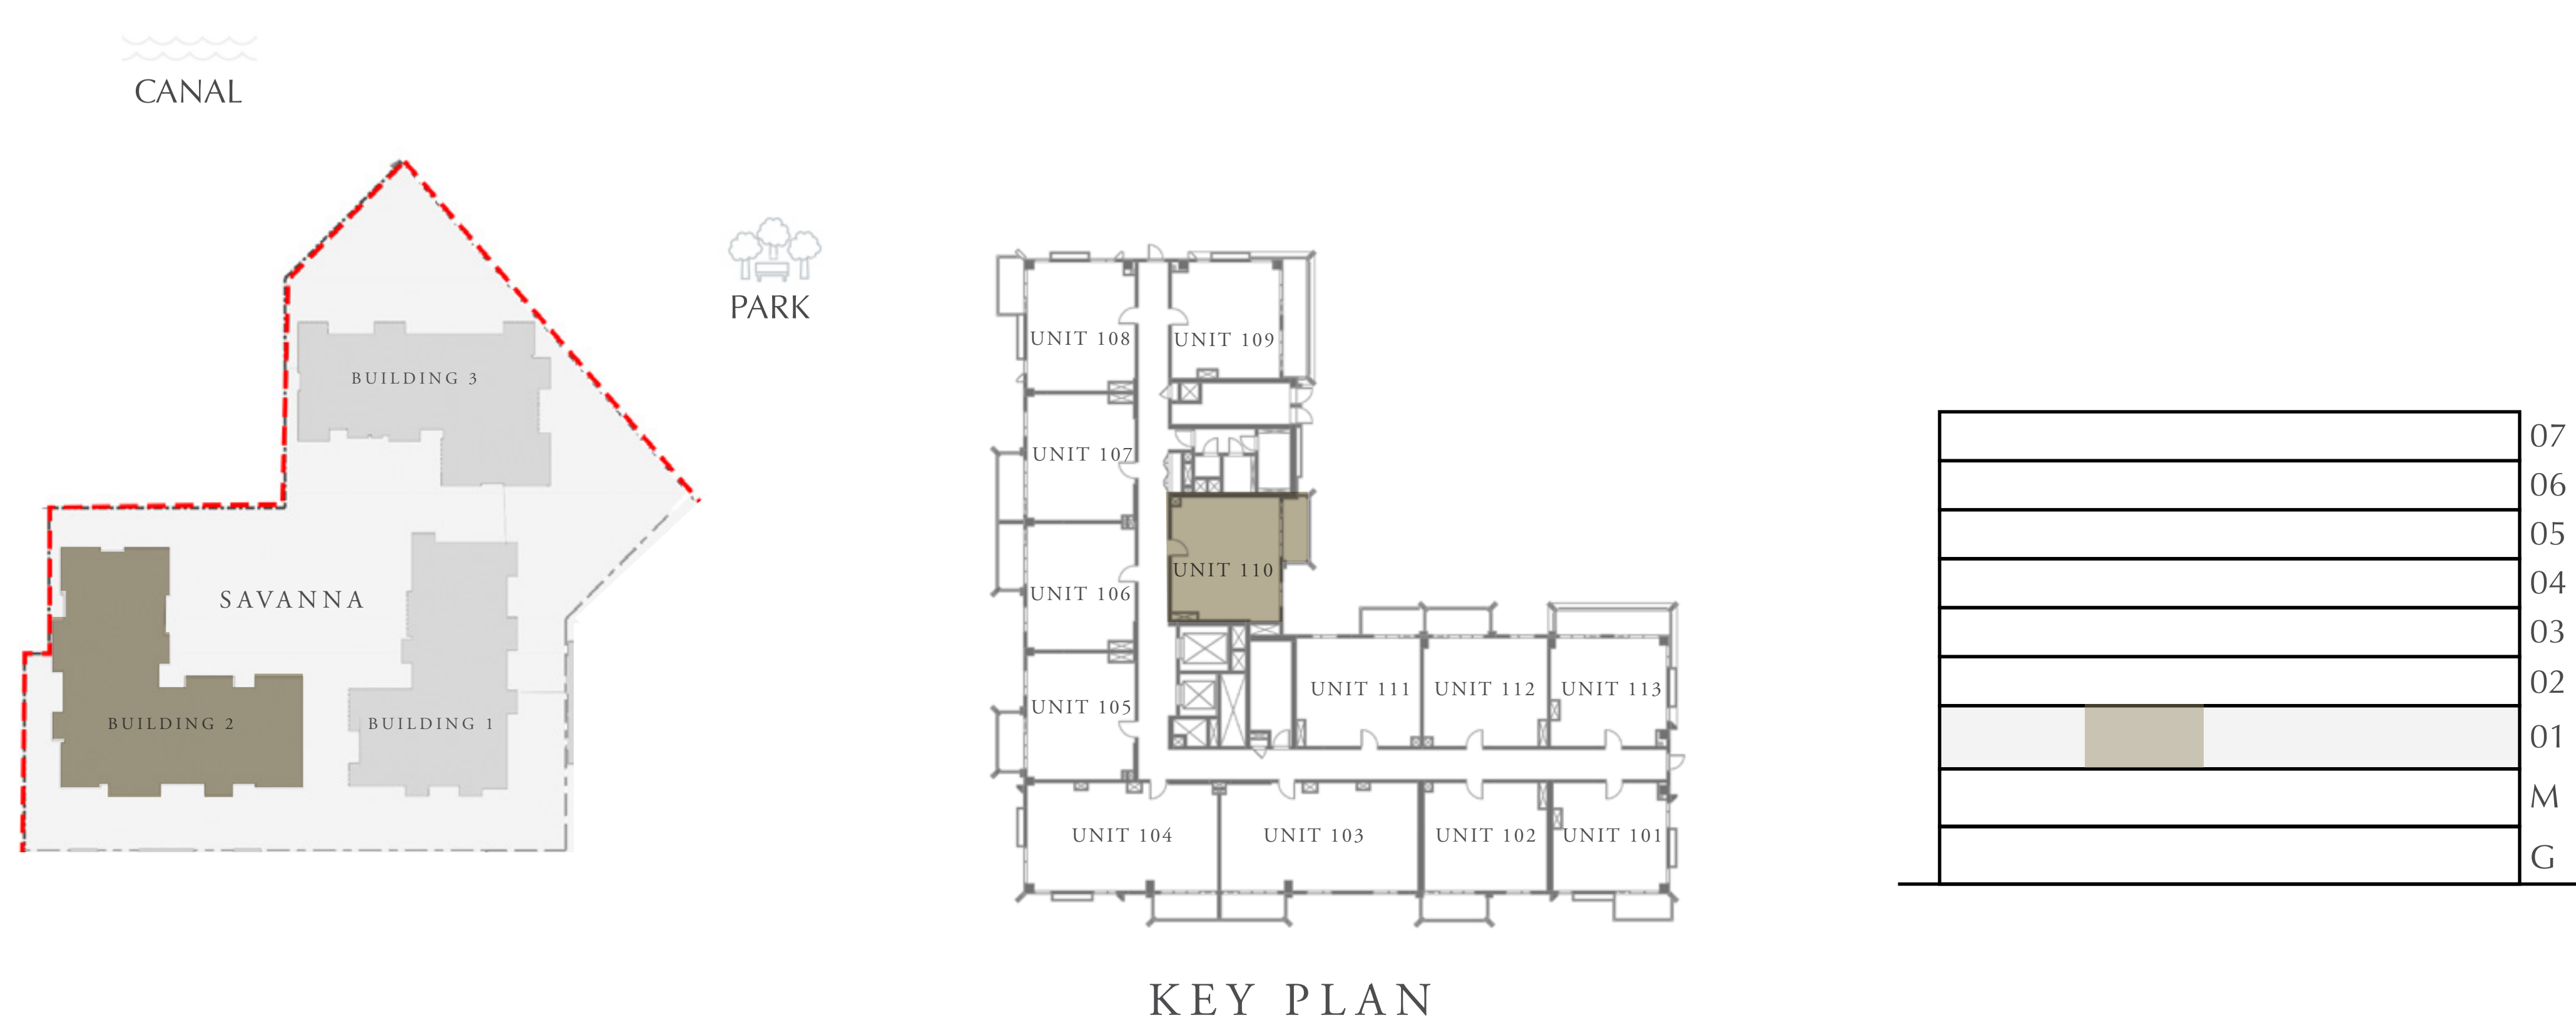 CANAL
PARK
BUILDING 3
SAVANNA
BUILDING 2
BUILDING 1
UNIT 108
UNIT 109
UNIT 107
UNIT 110
UNIT 106
UNIT 105
UNIT 111
UNIT 112
UNIT 113
UNIT 104
UNIT 103
UNIT 102
UNIT 101
KEY PLAN
07
06
05
04
03
02
01
M
G